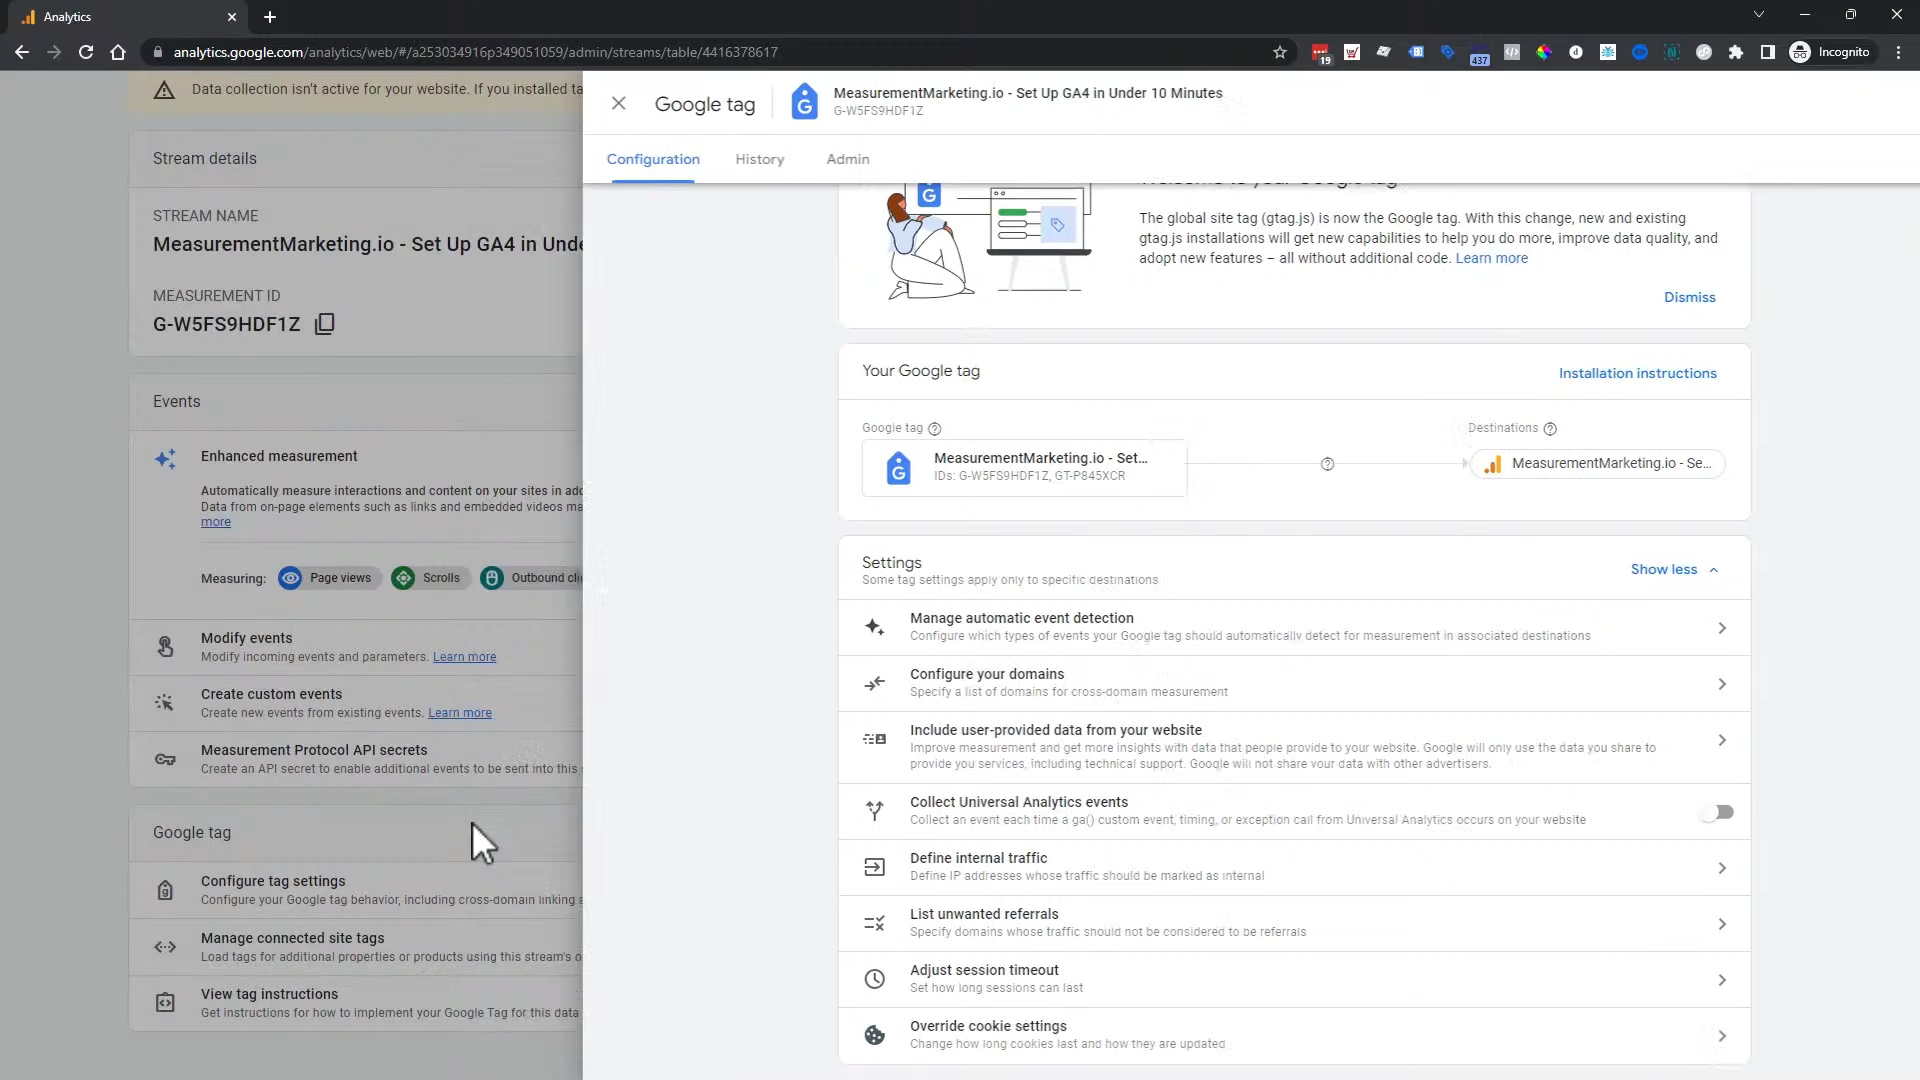 Analytics
analytics.google.com/analytics/web/#/a253034916p349051059/admin/streams/table/4416378617
19
437
Incognito
Data collection isn't active for your website. If you installed ta
Stream details
STREAM NAME
MeasurementMarketing.io - Set Up GA4 in Unde
MEASUREMENT ID
G-W5FS9HDF1Z
Events
Enhanced measurement
Automatically measure interactions and content on your sites in add
Data from on-page elements such as links and embedded videos ma
more
Measuring:
Page views
Scrolls
Outbound cli
Modify events
Modify incoming events and parameters. Learn more
Create custom events
Create new events from existing events. Learn more
Measurement Protocol API secrets
Create an API secret to enable additional events to be sent into this s
Google tag
Configure tag settings
Configure your Google tag behavior, including cross-domain linking a
Manage connected site tags
Load tags for additional properties or products using this stream's o
View tag instructions
Get instructions for how to implement your Google Tag for this data
Google tag
MeasurementMarketing.io - Set Up GA4 in Under 10 Minutes
G-W5FS9HDF1Z
Configuration
History
Admin
Welcome to your Google tag
The global site tag (gtag.js) is now the Google tag. With this change, new and existing
gtag.js installations will get new capabilities to help you do more, improve data quality, and
adopt new features – all without additional code. Learn more
Dismiss
Your Google tag
Installation instructions
Google tag
Destinations
MeasurementMarketing.io - Set...
IDs: G-W5FS9HDF1Z, GT-P845XCR
MeasurementMarketing.io - Se...
Settings
Some tag settings apply only to specific destinations
Show less
Manage automatic event detection
Configure which types of events your Google tag should automatically detect for measurement in associated destinations
Configure your domains
Specify a list of domains for cross-domain measurement
Include user-provided data from your website
Improve measurement and get more insights with data that people provide to your website. Google will only use the data you share to
provide you services, including technical support. Google will not share your data with other advertisers.
Collect Universal Analytics events
Collect an event each time a ga() custom event, timing, or exception call from Universal Analytics occurs on your website
Define internal traffic
Define IP addresses whose traffic should be marked as internal
List unwanted referrals
Specify domains whose traffic should not be considered to be referrals
Adjust session timeout
Set how long sessions can last
Override cookie settings
Change how long cookies last and how they are updated